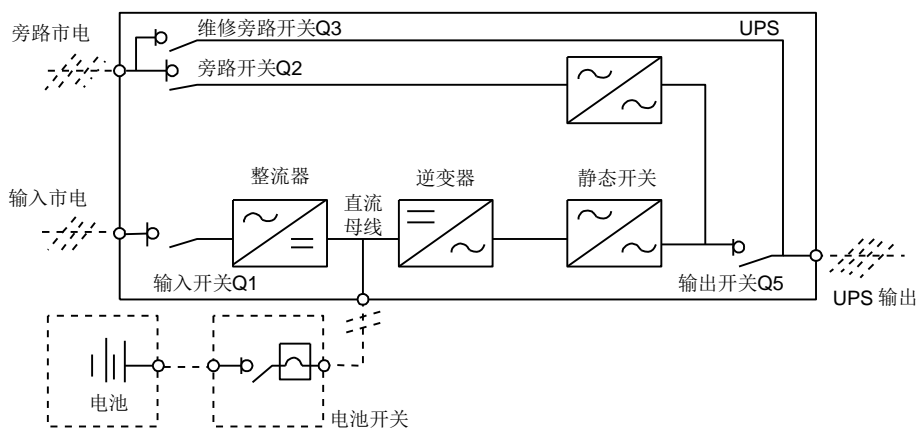 旁路市电
维修旁路开关Q3
UPS
旁路开关Q2
输入市电
整流器
直流
母线
逆变器
静态开关
输入开关Q1
输出开关Q5
UPS 输出
电池
电池开关